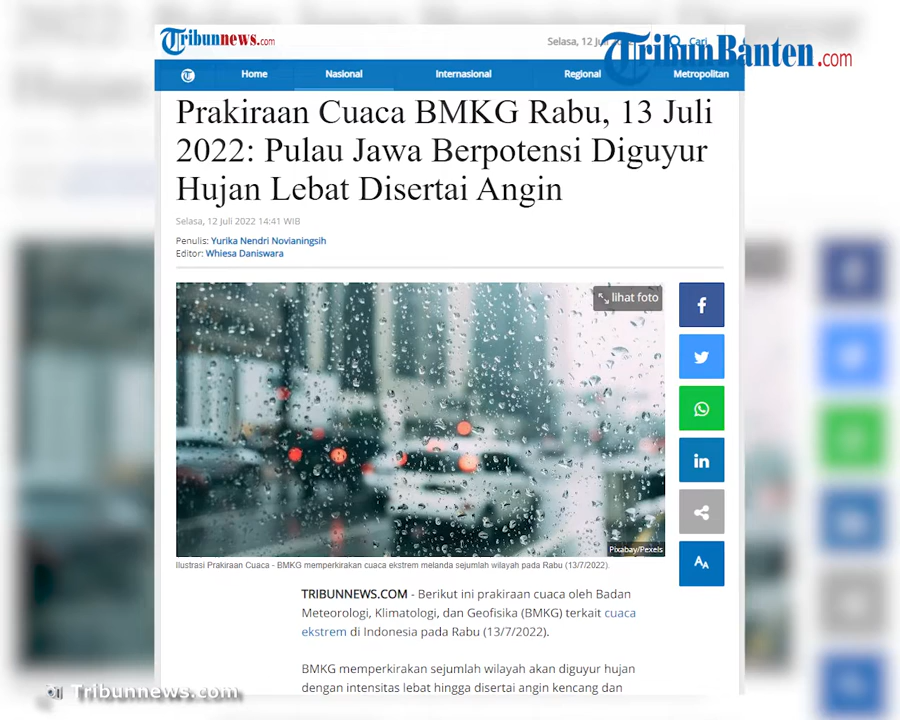 Tribunnews.com
Selasa, 12 Ju
Cari
TribunBanten.com
Home
Nasional
Internasional
Regional
Metropolitan
Prakiraan Cuaca BMKG Rabu, 13 Juli
2022: Pulau Jawa Berpotensi Diguyur
Hujan Lebat Disertai Angin
Selasa, 12 Juli 2022 14:41 WIB
Penulis: Yurika Nendri Novianingsih
Editor: Whiesa Daniswara
lihat foto
Pixabay/Pexels
Ilustrasi Prakiraan Cuaca - BMKG memperkirakan cuaca ekstrem melanda sejumlah wilayah pada Rabu (13/7/2022).
TRIBUNNEWS.COM - Berikut ini prakiraan cuaca oleh Badan
Meteorologi, Klimatologi, dan Geofisika (BMKG) terkait cuaca
ekstrem di Indonesia pada Rabu (13/7/2022).
BMKG memperkirakan sejumlah wilayah akan diguyur hujan
dengan intensitas lebat hingga disertai angin kencang dan
Tribunnews.com